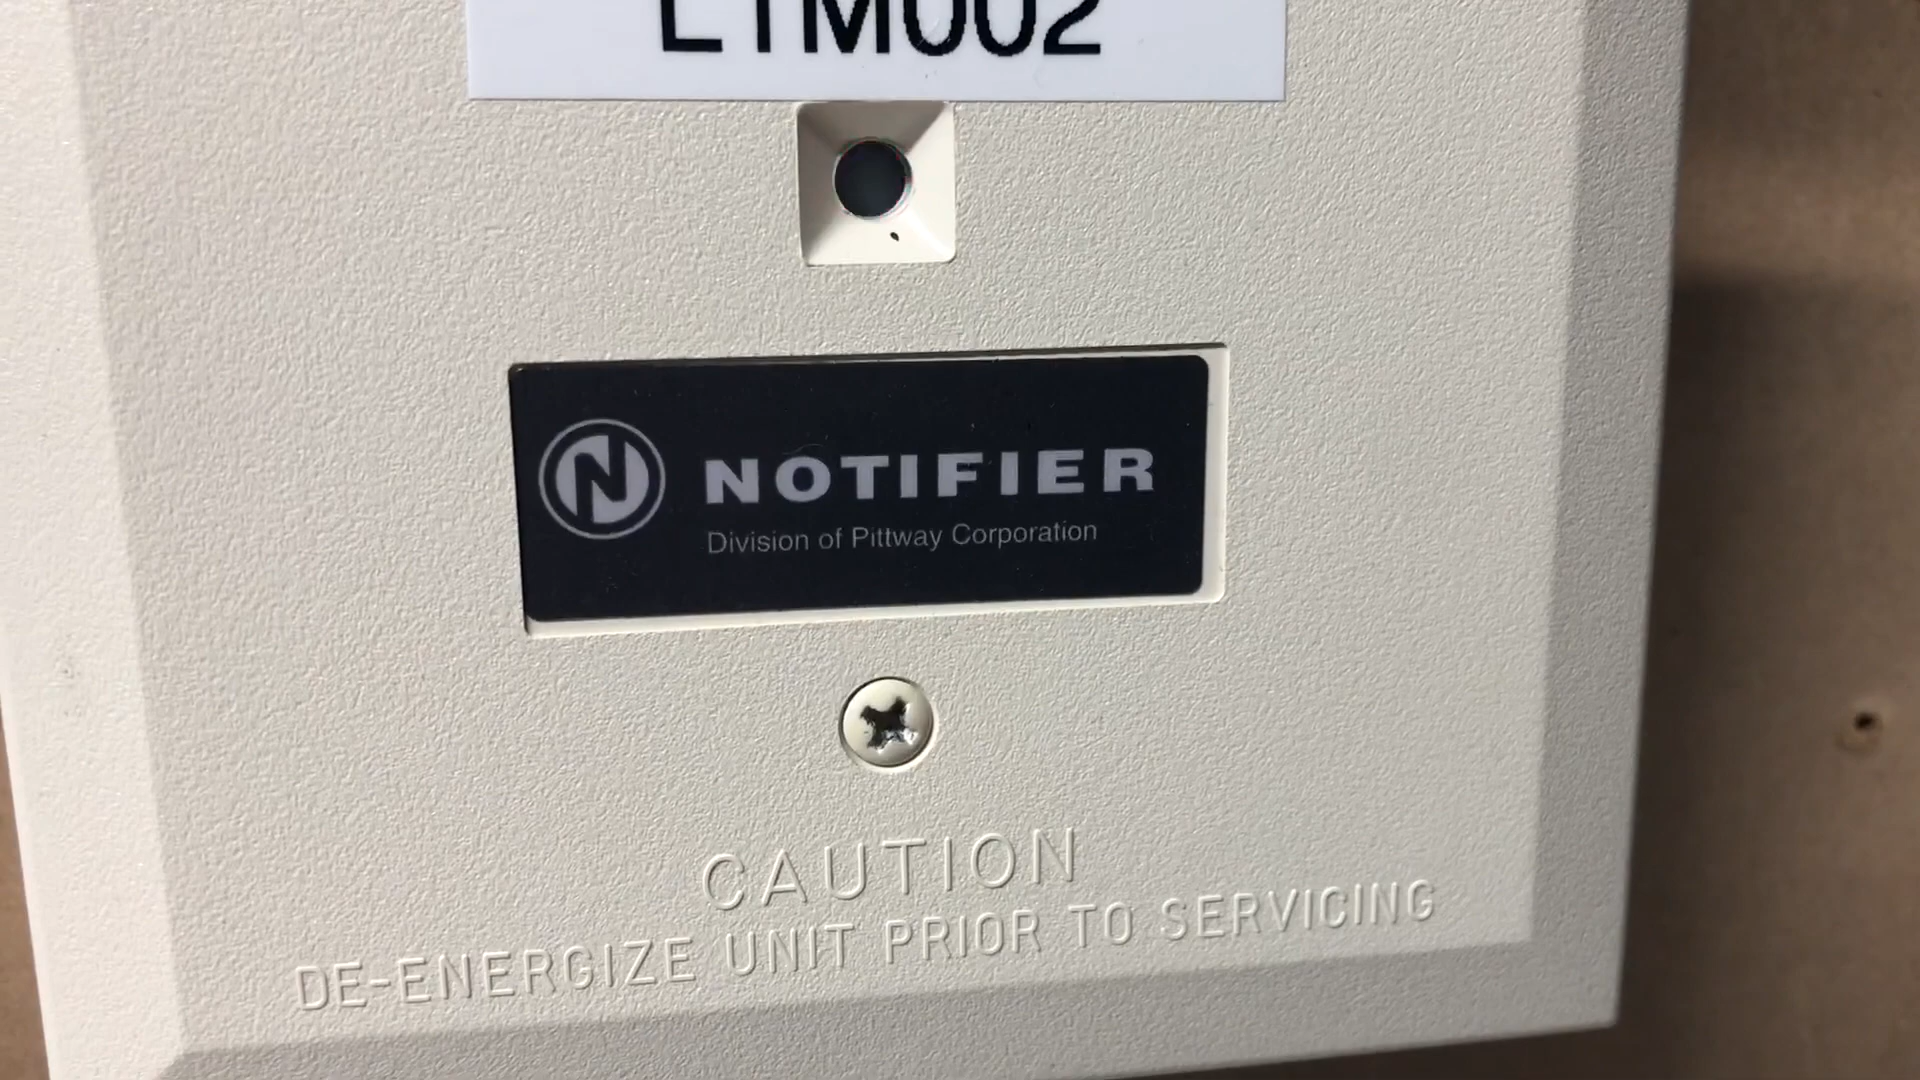 NOTIFIER
Division of Pittway Corporation
CAUTION
DE-ENERGIZE UNIT PRIOR TO SERVICING